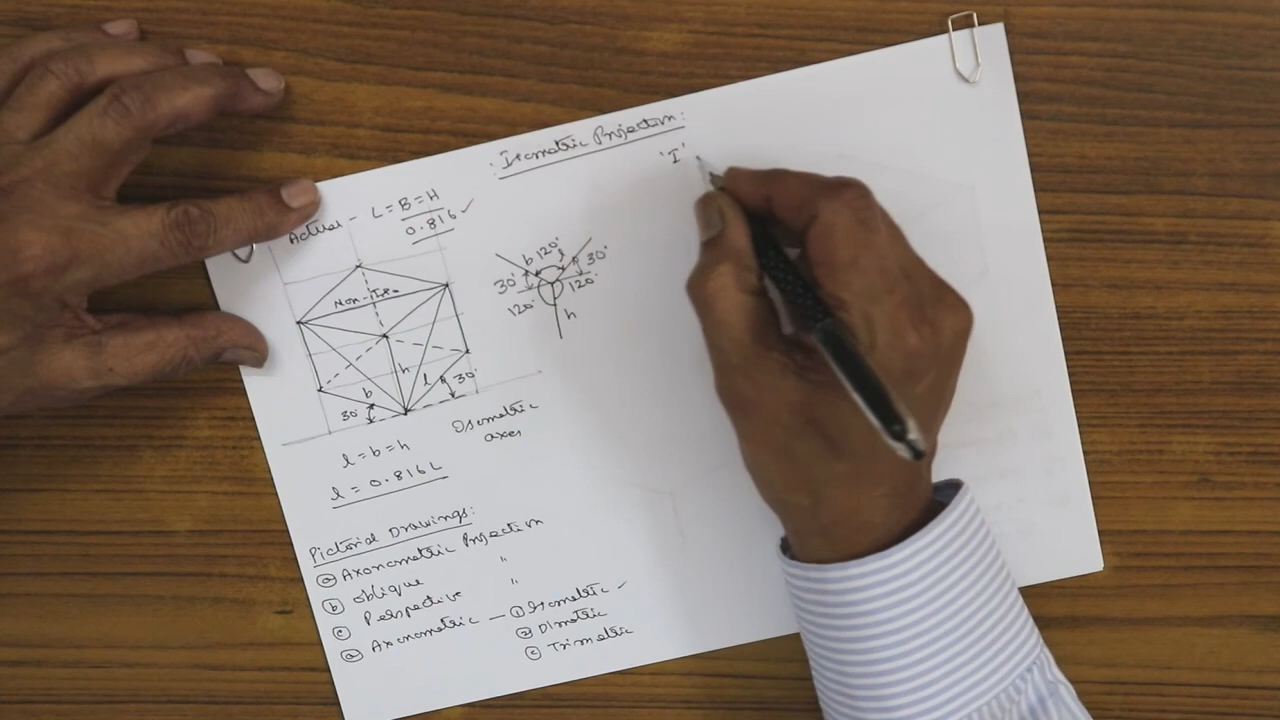 : Isometric Projection:
'I'
Actual - L = B = H
0.816 ✓
Non-Iso
b
h
l
30°
30°
b 120° l
30° 30°
120° 120°
h
Isometric
axes
l = b = h
l = 0.816 L
Pictorial Drawings:
(a) Axonometric Projection
(b) oblique "
(c) Perspective "
(a) Axonometric — (1) Isometric ✓
(2) Dimetric
(3) Trimetric